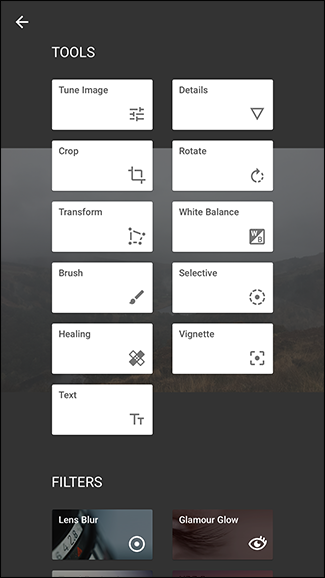 TOOLS
Tune Image
Details
Crop
Rotate
Transform
White Balance
W
B
Brush
Selective
Healing
Vignette
Text
TT
FILTERS
Lens Blur
Glamour Glow